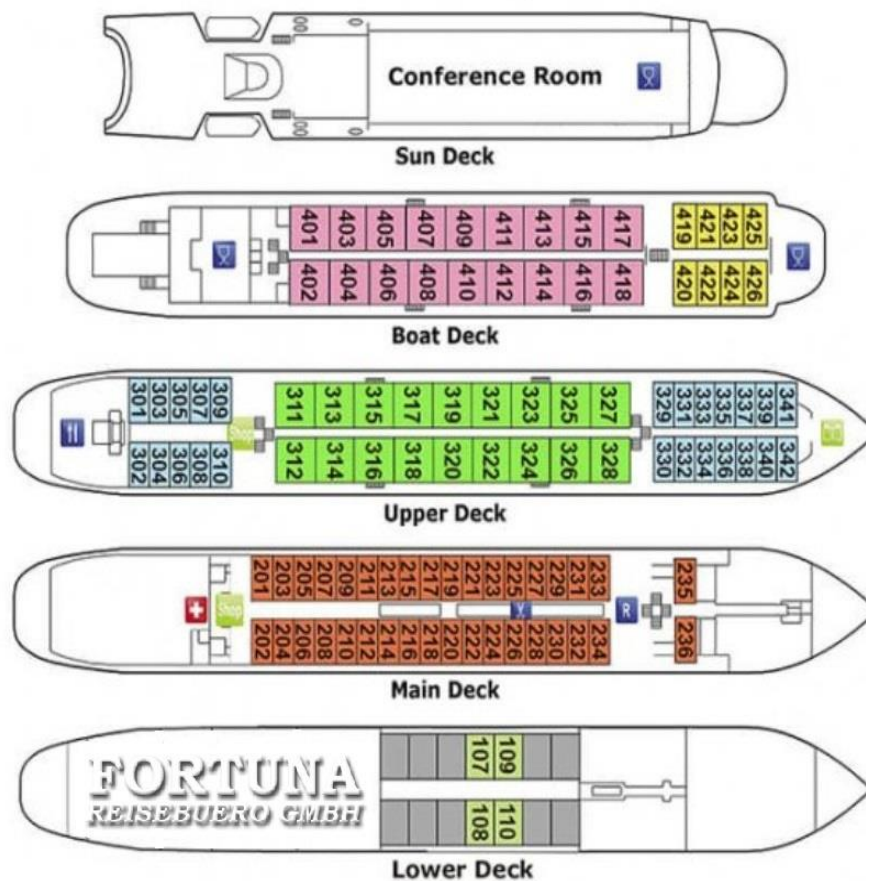 Conference Room
Sun Deck
401 403 405 407 409 411 413 415 417 419 421 423 425
402 404 406 408 410 412 414 416 418 420 422 424 426
Boat Deck
301 303 305 307 309 311 313 315 317 319 321 323 325 327 329 331 333 335 337 339 341
Shop
302 304 306 308 310 312 314 316 318 320 322 324 326 328 330 332 334 336 338 340 342
Upper Deck
201 203 205 207 209 211 213 215 217 219 221 223 225 227 229 231 233 235
Shop Y R
202 204 206 208 210 212 214 216 218 220 222 224 226 228 230 232 234 236
Main Deck
107 109
FORTUNA
REISEBUERO GMBH
108 110
Lower Deck